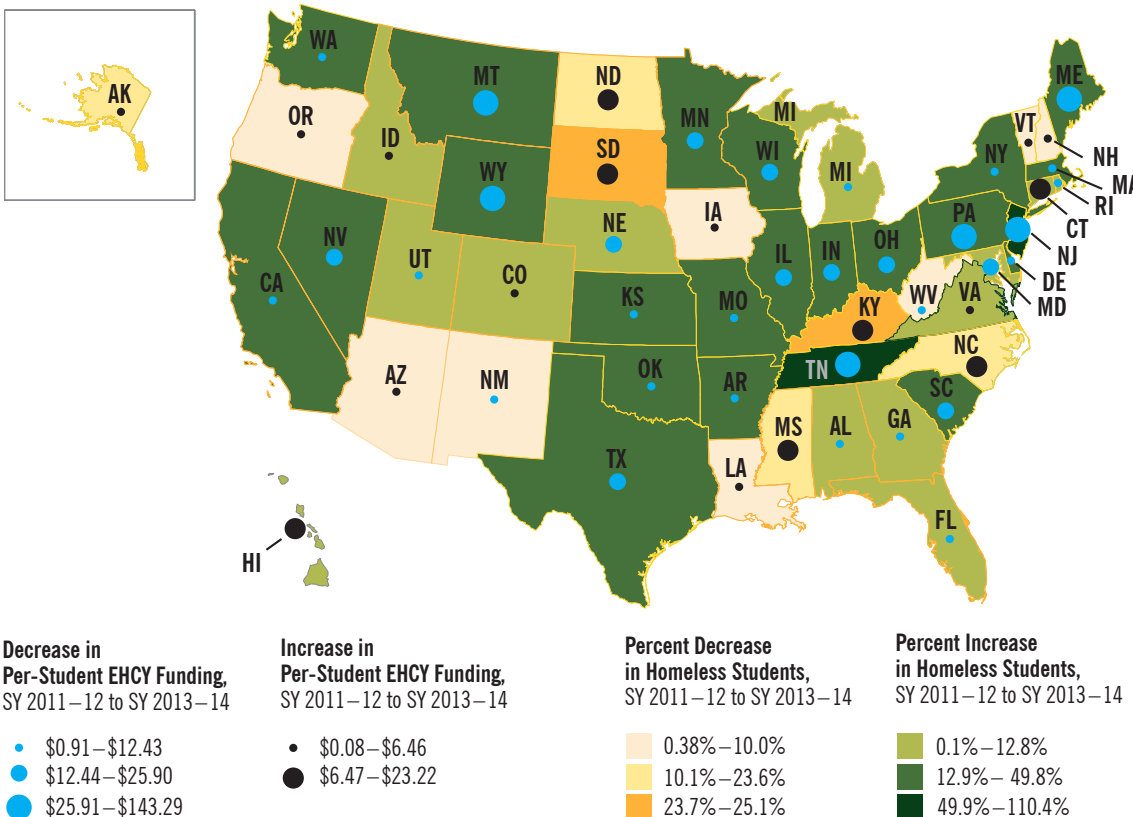 WA
MT
ND
ME
AK
OR
ID
MN
MI
VT
NH
WY
SD
WI
MI
NY
MA
RI
CT
NJ
DE
MD
NV
UT
NE
IA
IL
IN
OH
PA
CA
CO
KS
MO
KY
WV
VA
AZ
NM
OK
AR
TN
NC
SC
TX
LA
MS
AL
GA
FL
HI
Decrease in
Per-Student EHCY Funding,
SY 2011–12 to SY 2013–14
$0.91–$12.43
$12.44–$25.90
$25.91–$143.29
Increase in
Per-Student EHCY Funding,
SY 2011–12 to SY 2013–14
$0.08–$6.46
$6.47–$23.22
Percent Decrease
in Homeless Students,
SY 2011–12 to SY 2013–14
0.38%–10.0%
10.1%–23.6%
23.7%–25.1%
Percent Increase
in Homeless Students,
SY 2011–12 to SY 2013–14
0.1%–12.8%
12.9%– 49.8%
49.9%–110.4%